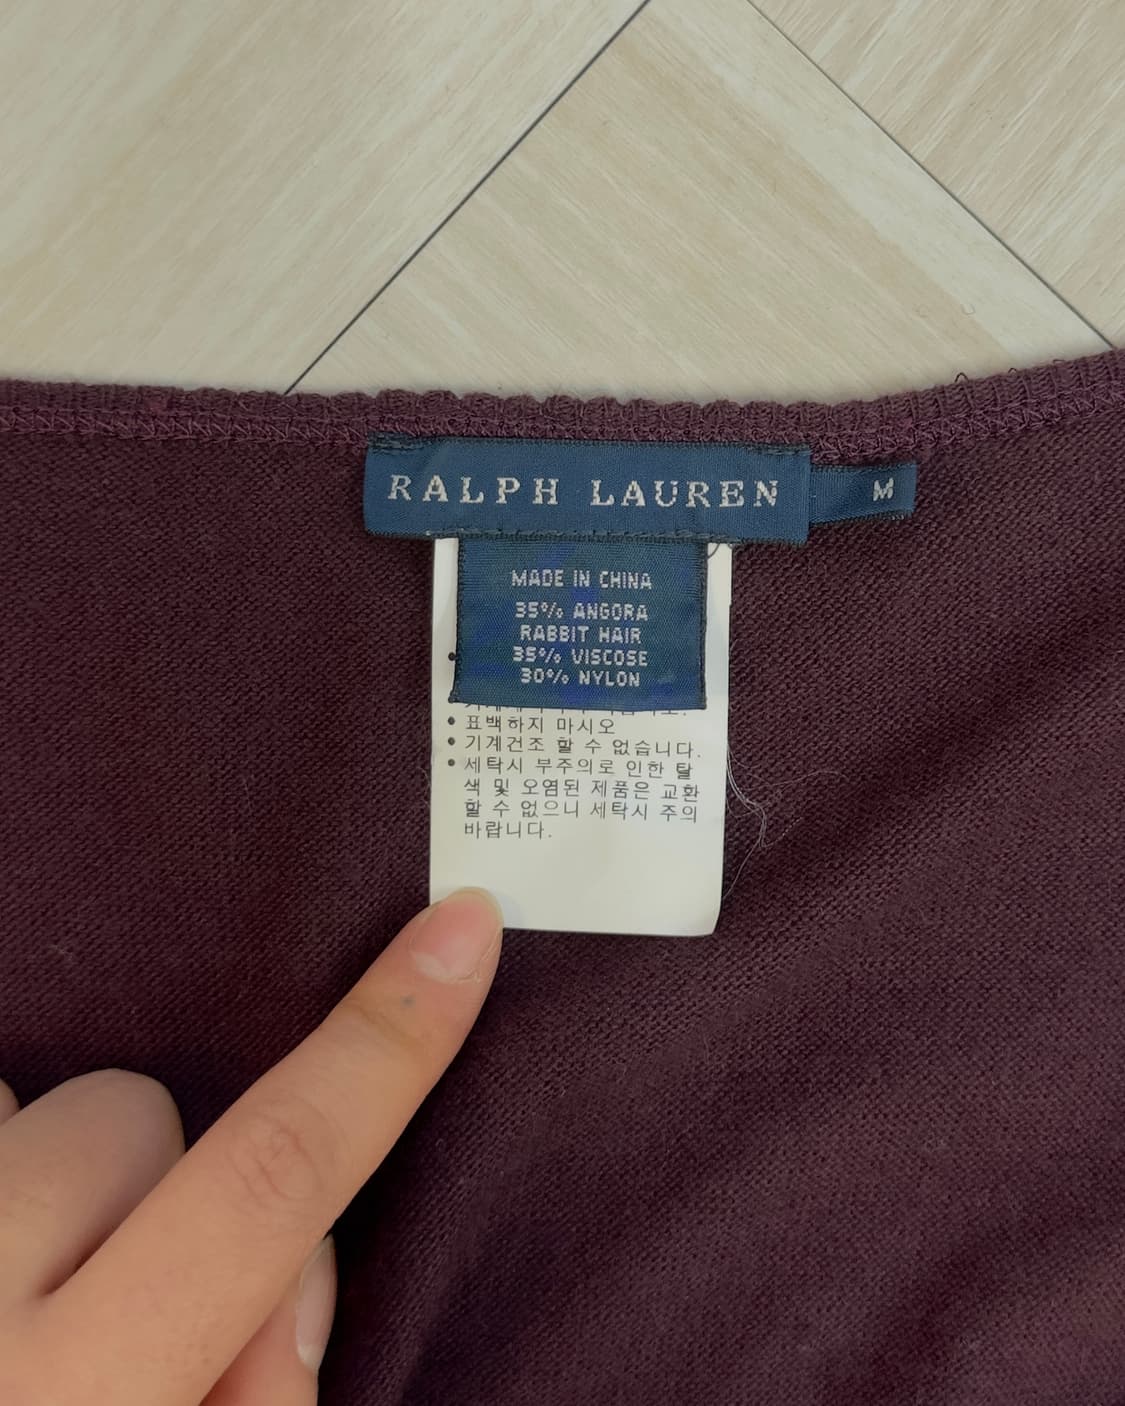 RALPH LAUREN
M
MADE IN CHINA
35% ANGORA
RABBIT HAIR
35% VISCOSE
30% NYLON
• 표백하지 마시오
• 기계건조 할 수 없습니다.
• 세탁시 부주의로 인한 탈
색 및 오염된 제품은 교환
할 수 없으니 세탁시 주의
바랍니다.